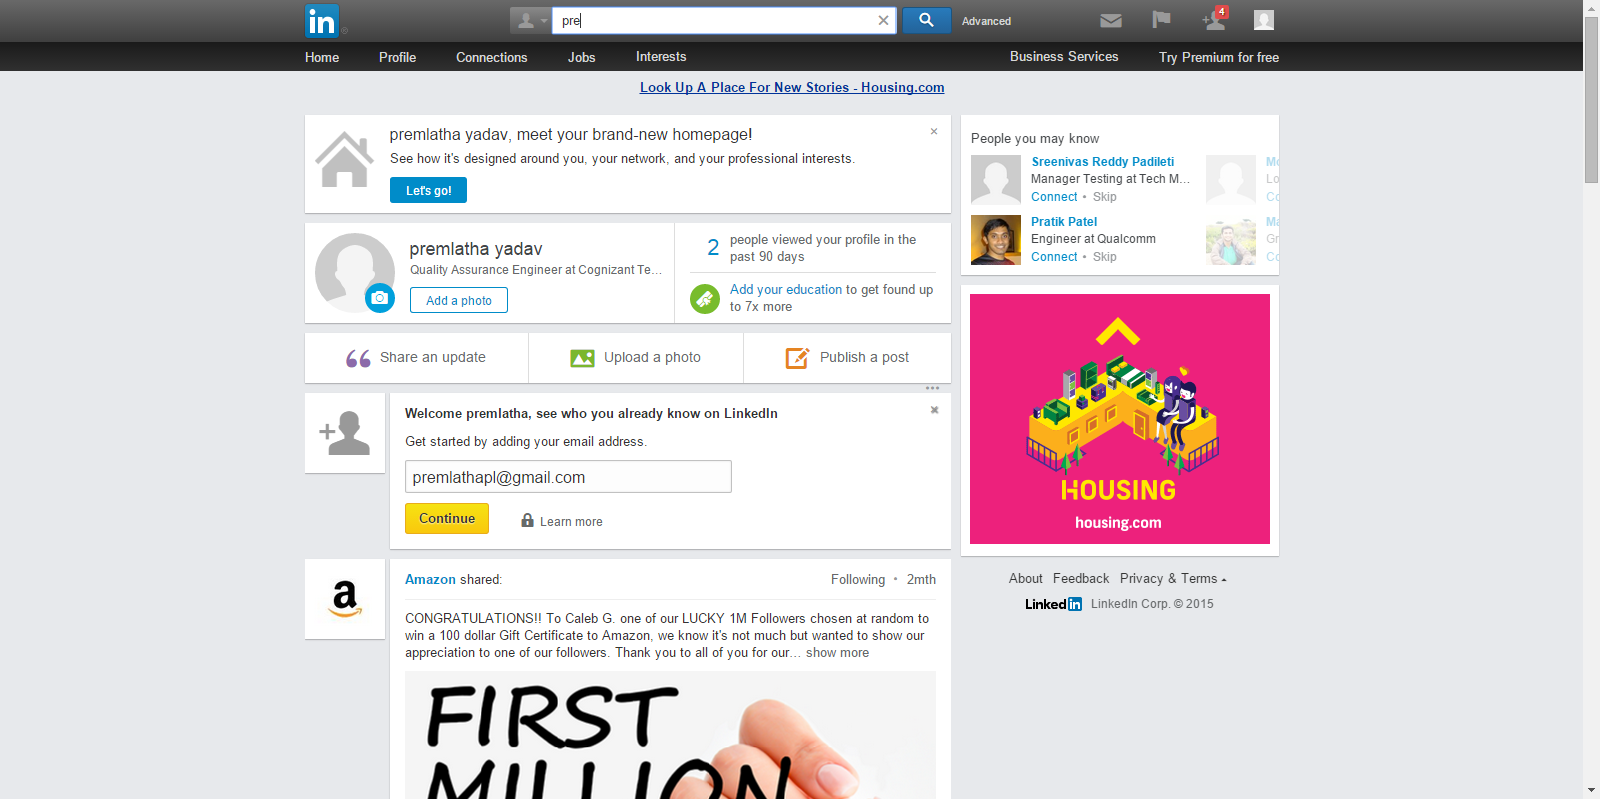 in
pre
Advanced
4
Home
Profile
Connections
Jobs
Interests
Business Services
Try Premium for free
Look Up A Place For New Stories - Housing.com
premlatha yadav, meet your brand-new homepage!
See how it's designed around you, your network, and your professional interests.
Let's go!
premlatha yadav
Quality Assurance Engineer at Cognizant Te...
Add a photo
2
people viewed your profile in the
past 90 days
Add your education to get found up
to 7x more
Share an update
Upload a photo
Publish a post
Welcome premlatha, see who you already know on LinkedIn
Get started by adding your email address.
premlathapl@gmail.com
Continue
Learn more
a
Amazon shared:
Following • 2mth
CONGRATULATIONS!! To Caleb G. one of our LUCKY 1M Followers chosen at random to
win a 100 dollar Gift Certificate to Amazon, we know it's not much but wanted to show our
appreciation to one of our followers. Thank you to all of you for our... show more
FIRST
MILLION
People you may know
Sreenivas Reddy Padileti
Manager Testing at Tech M...
Connect • Skip
Mo
Lo
Co
Pratik Patel
Engineer at Qualcomm
Connect • Skip
Ma
Gr
Co
HOUSING
housing.com
About Feedback Privacy & Terms
Linked in LinkedIn Corp. © 2015